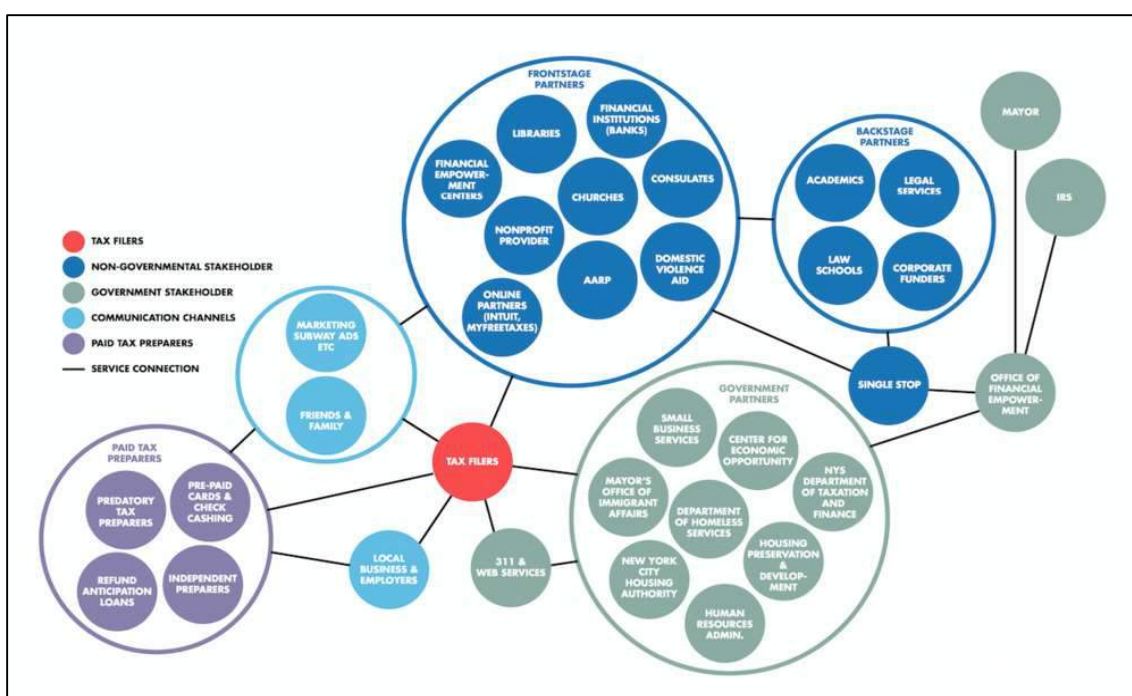 FRONTSTAGE
PARTNERS
LIBRARIES
FINANCIAL
INSTITUTIONS
(BANKS)
FINANCIAL
EMPOWER-
MENT
CENTERS
CHURCHES
CONSULATES
NONPROFIT
PROVIDER
AARP
DOMESTIC
VIOLENCE
AID
ONLINE
PARTNERS
(INTUIT,
MYFREETAXES)
BACKSTAGE
PARTNERS
ACADEMICS
LEGAL
SERVICES
LAW
SCHOOLS
CORPORATE
FUNDERS
MAYOR
IRS
TAX FILERS
NON-GOVERNMENTAL STAKEHOLDER
GOVERNMENT STAKEHOLDER
COMMUNICATION CHANNELS
PAID TAX PREPARERS
SERVICE CONNECTION
MARKETING
SUBWAY ADS
ETC
FRIENDS &
FAMILY
SINGLE STOP
OFFICE OF
FINANCIAL
EMPOWER-
MENT
PAID TAX
PREPARERS
PREDATORY
TAX
PREPARERS
PRE-PAID
CARDS &
CHECK
CASHING
REFUND
ANTICIPATION
LOANS
INDEPENDENT
PREPARERS
TAX FILERS
LOCAL
BUSINESS &
EMPLOYERS
311 &
WEB SERVICES
GOVERNMENT
PARTNERS
SMALL
BUSINESS
SERVICES
CENTER FOR
ECONOMIC
OPPORTUNITY
MAYOR'S
OFFICE OF
IMMIGRANT
AFFAIRS
DEPARTMENT
OF HOMELESS
SERVICES
NYS
DEPARTMENT
OF TAXATION
AND
FINANCE
NEW YORK
CITY
HOUSING
AUTHORITY
HOUSING
PRESERVATION
&
DEVELOP-
MENT
HUMAN
RESOURCES
ADMIN.